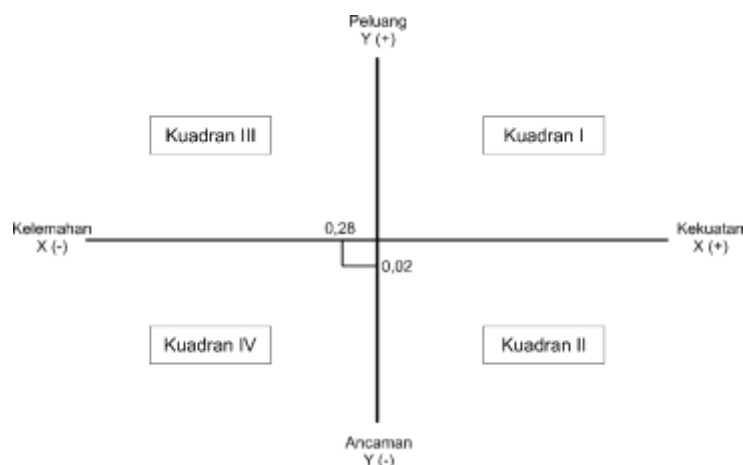 Peluang
Y (+)
Kuadran III
Kuadran I
Kelemahan
X (-)
0,28
Kekuatan
X (+)
0,02
Kuadran IV
Kuadran II
Ancaman
Y (-)